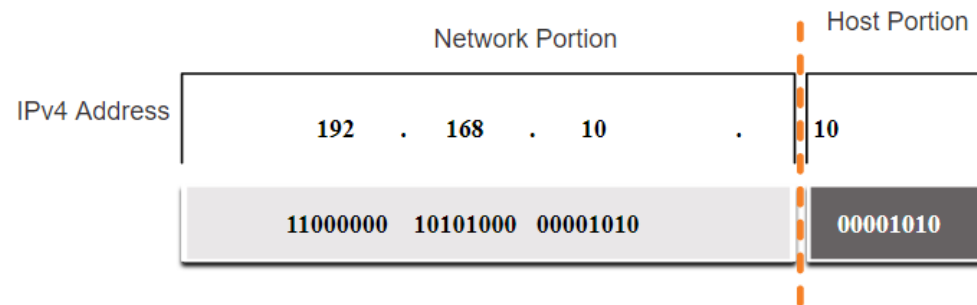 Network Portion
Host Portion
IPv4 Address
192 . 168 . 10 . 10
11000000 10101000 00001010 00001010